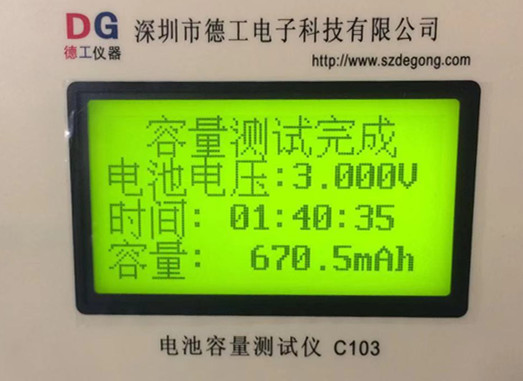 DG 深圳市德工电子科技有限公司
德工仪器 http://www.szdegong.com
容量测试完成
电池电压:3.000V
时间: 01:40:35
容量: 670.5mAh
电池容量测试仪 C103